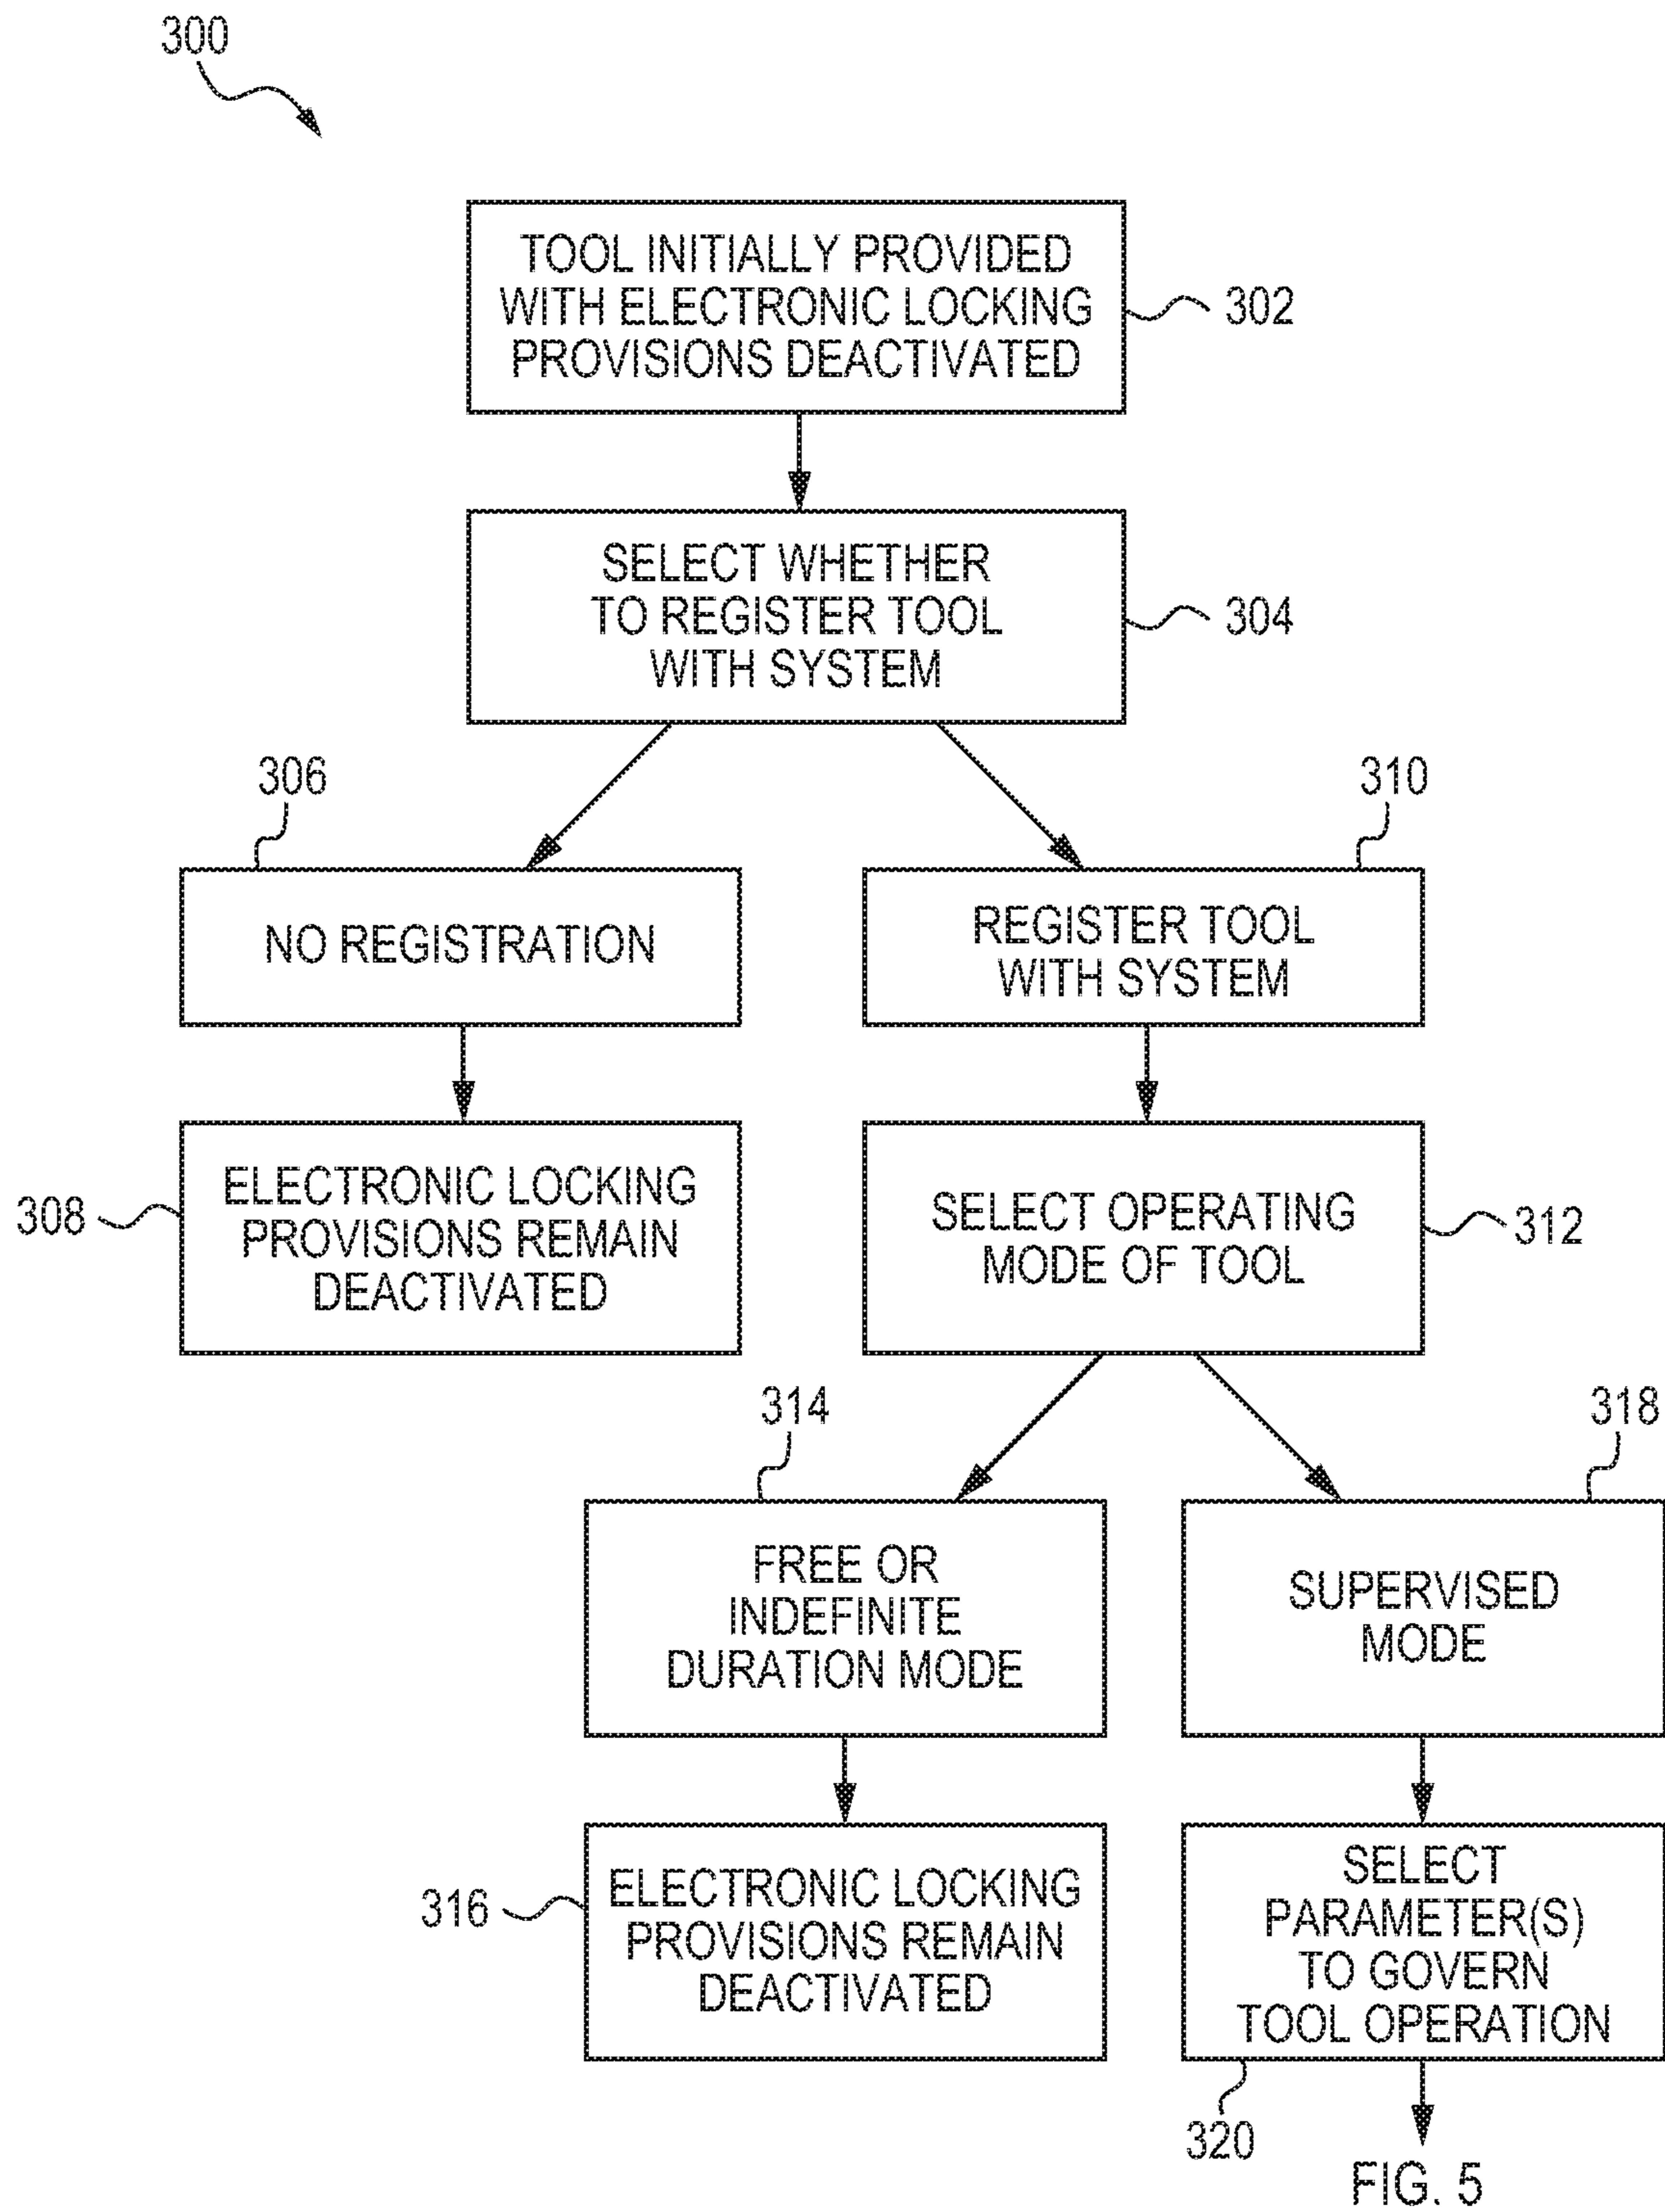 300
TOOL INITIALLY PROVIDED
WITH ELECTRONIC LOCKING
PROVISIONS DEACTIVATED
302
SELECT WHETHER
TO REGISTER TOOL
WITH SYSTEM
304
306
310
NO REGISTRATION
REGISTER TOOL
WITH SYSTEM
308
ELECTRONIC LOCKING
PROVISIONS REMAIN
DEACTIVATED
SELECT OPERATING
MODE OF TOOL
312
314
318
FREE OR
INDEFINITE
DURATION MODE
SUPERVISED
MODE
316
ELECTRONIC LOCKING
PROVISIONS REMAIN
DEACTIVATED
SELECT
PARAMETER(S)
TO GOVERN
TOOL OPERATION
320
FIG. 5